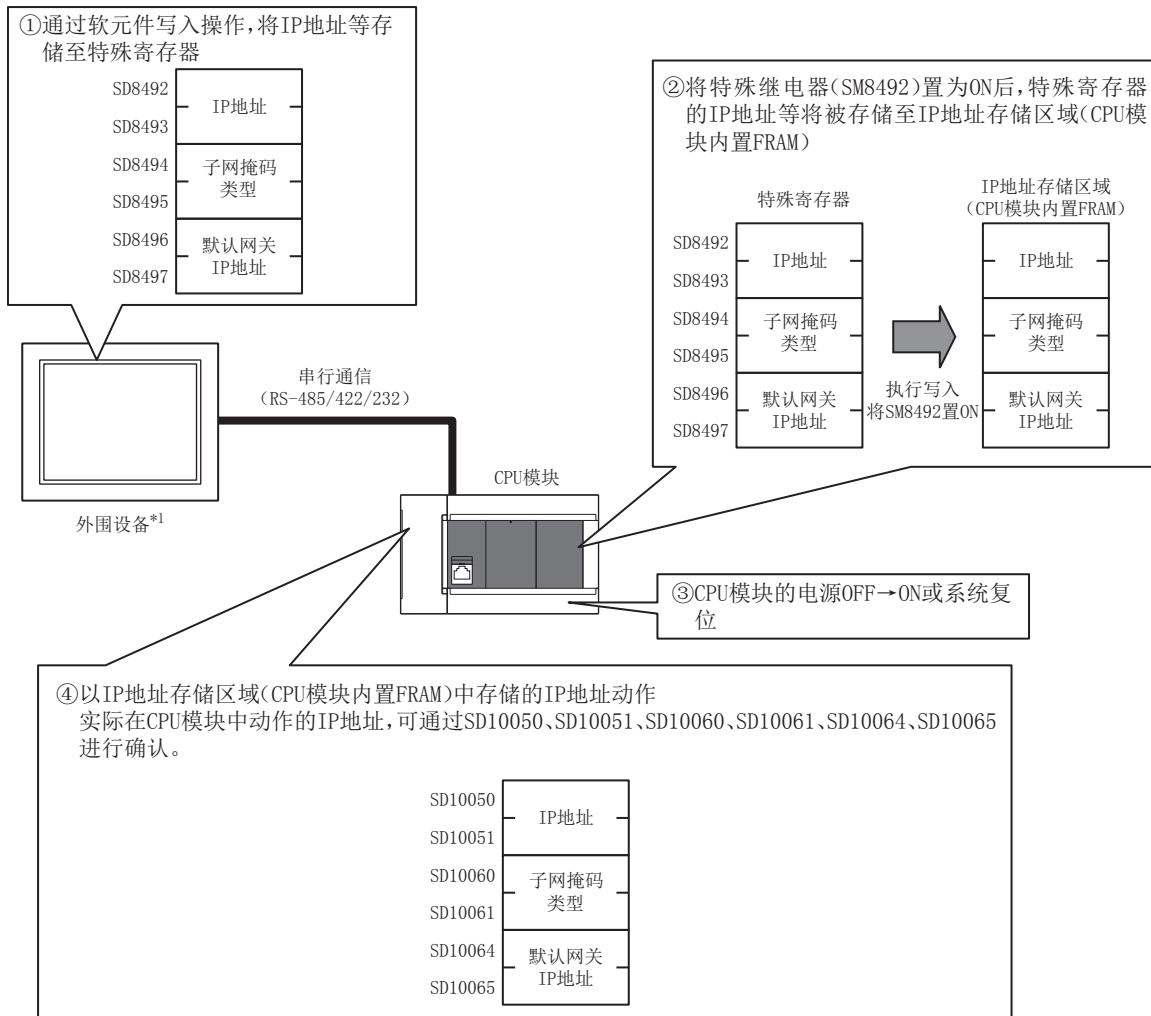 ①通过软元件写入操作,将IP地址等存
储至特殊寄存器
SD8492
IP地址
SD8493
SD8494
子网掩码
类型
SD8495
SD8496
默认网关
IP地址
SD8497
②将特殊继电器(SM8492)置为ON后,特殊寄存器
的IP地址等将被存储至IP地址存储区域(CPU模
块内置FRAM)
特殊寄存器
IP地址存储区域
(CPU模块内置FRAM)
SD8492
IP地址
IP地址
SD8493
SD8494
子网掩码
类型
子网掩码
类型
SD8495
SD8496
默认网关
IP地址
SD8497
执行写入
将SM8492置ON
默认网关
IP地址
串行通信
(RS-485/422/232)
外围设备*1
CPU模块
③CPU模块的电源OFF→ON或系统复
位
④以IP地址存储区域(CPU模块内置FRAM)中存储的IP地址动作
实际在CPU模块中动作的IP地址,可通过SD10050、SD10051、SD10060、SD10061、SD10064、SD10065
进行确认。
SD10050
IP地址
SD10051
SD10060
子网掩码
类型
SD10061
SD10064
默认网关
IP地址
SD10065